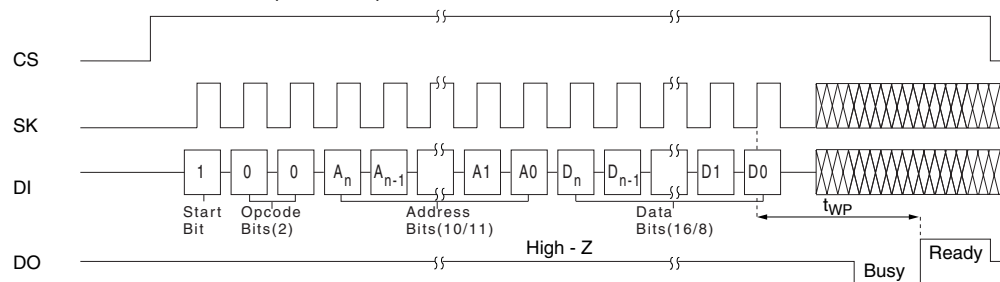 CS
SK
DI
1 0 0 An An-1 A1 A0 Dn Dn-1 D1 D0
Start Bit
Opcode Bits(2)
Address Bits(10/11)
Data Bits(16/8)
tWP
DO
High - Z
Busy
Ready